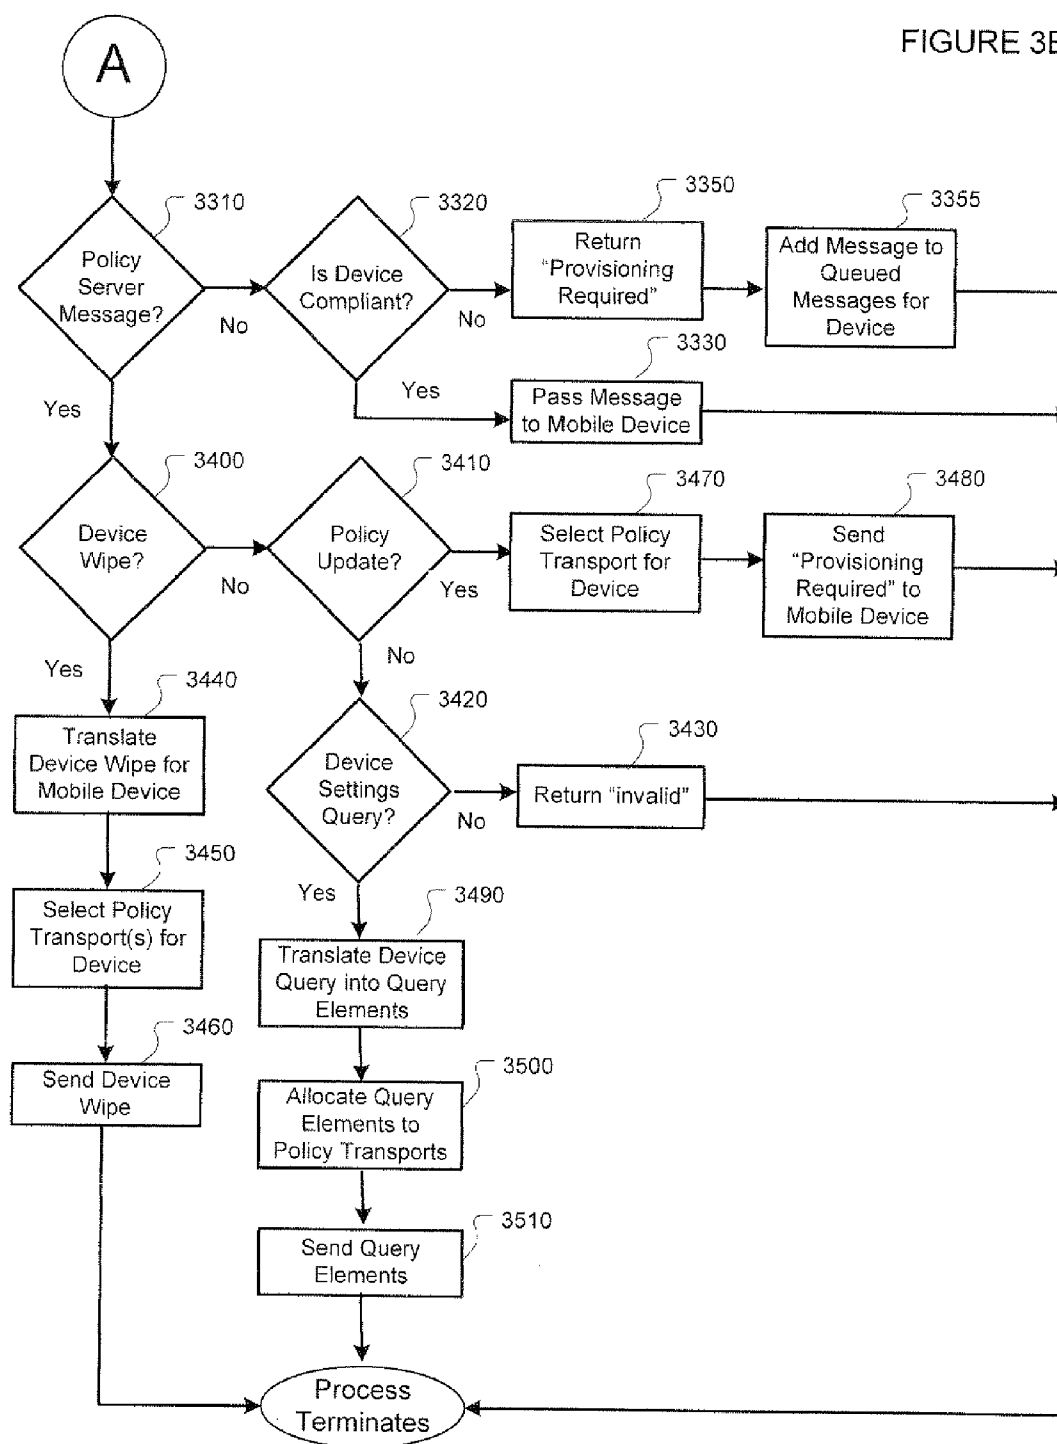 FIGURE 3B
A
3310
Policy
Server
Message?
No
Yes
3320
Is Device
Compliant?
No
Yes
3350
Return
“Provisioning
Required”
3355
Add Message to
Queued
Messages for
Device
3330
Pass Message
to Mobile Device
3400
Device
Wipe?
No
Yes
3410
Policy
Update?
Yes
No
3470
Select Policy
Transport for
Device
3480
Send
“Provisioning
Required” to
Mobile Device
3440
Translate
Device Wipe for
Mobile Device
3420
Device
Settings
Query?
No
Yes
3430
Return “invalid”
3450
Select Policy
Transport(s) for
Device
3490
Translate Device
Query into Query
Elements
3460
Send Device
Wipe
3500
Allocate Query
Elements to
Policy Transports
3510
Send Query
Elements
Process
Terminates